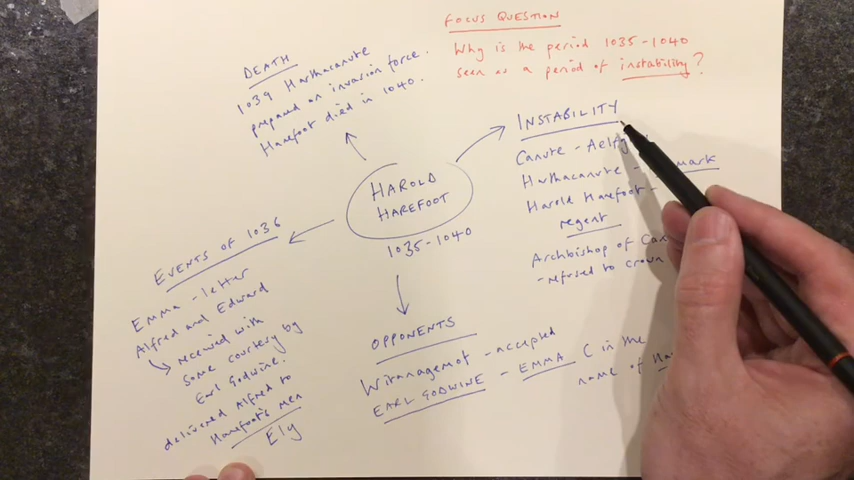 FOCUS QUESTION
Why is the period 1035-1040
seen as a period of instability?
DEATH
1039 Harthacanute
prepared an invasion force.
Harefoot died in 1040.
INSTABILITY
Canute -
Harthacanute -
Harold Harefoot -
regent
Archbishop of
- refused to crown
HAROLD
HAREFOOT
1035-1040
EVENTS OF 1036
Emma - letter
Alfred and Edward
received with
some courtesy by
Earl Godwine.
delivered Alfred to
Harefoot's men
Ely
OPPONENTS
Witanagemot - accepted
EARL GODWINE - EMMA ( in the
name of